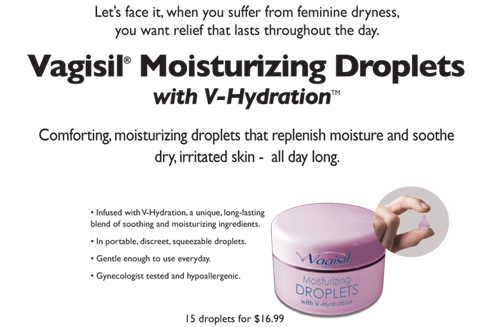 Let's face it, when you suffer from feminine dryness,
you want relief that lasts throughout the day.
Vagisil® Moisturizing Droplets
with V-Hydration™
Comforting, moisturizing droplets that replenish moisture and soothe
dry, irritated skin - all day long.
• Infused with V-Hydration, a unique, long-lasting
blend of soothing and moisturizing ingredients.
• In portable, discreet, squeezable droplets.
• Gentle enough to use everyday.
• Gynecologist tested and hypoallergenic.
Vagisil
Moisturizing
DROPLETS
with V-Hydration
15 droplets for $16.99